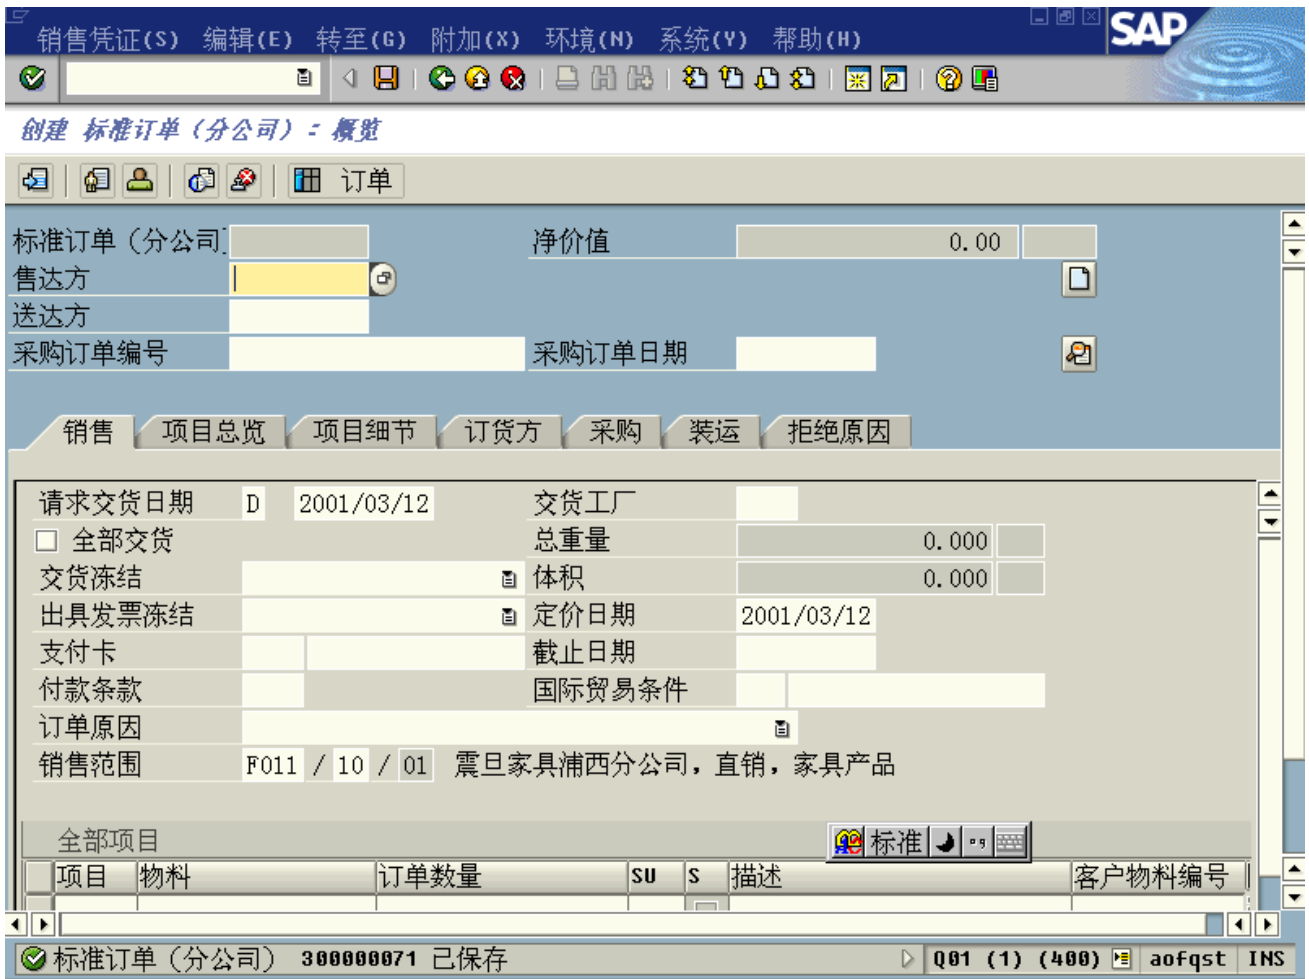 销售凭证(S) 编辑(E) 转至(G) 附加(X) 环境(N) 系统(Y) 帮助(H) SAP
创建 标准订单（分公司）：概览
订单
标准订单（分公司） 净价值 0.00
售达方
送达方
采购订单编号 采购订单日期
销售 项目总览 项目细节 订货方 采购 装运 拒绝原因
请求交货日期 D 2001/03/12 交货工厂
全部交货 总重量 0.000
交货冻结 体积 0.000
出具发票冻结 定价日期 2001/03/12
支付卡 截止日期
付款条款 国际贸易条件
订单原因
销售范围 F011 / 10 / 01 震旦家具浦西分公司，直销，家具产品
全部项目 标准
项目 物料 订单数量 SU S 描述 客户物料编号
标准订单（分公司） 300000071 已保存 Q01 (1) (400) aofqst INS